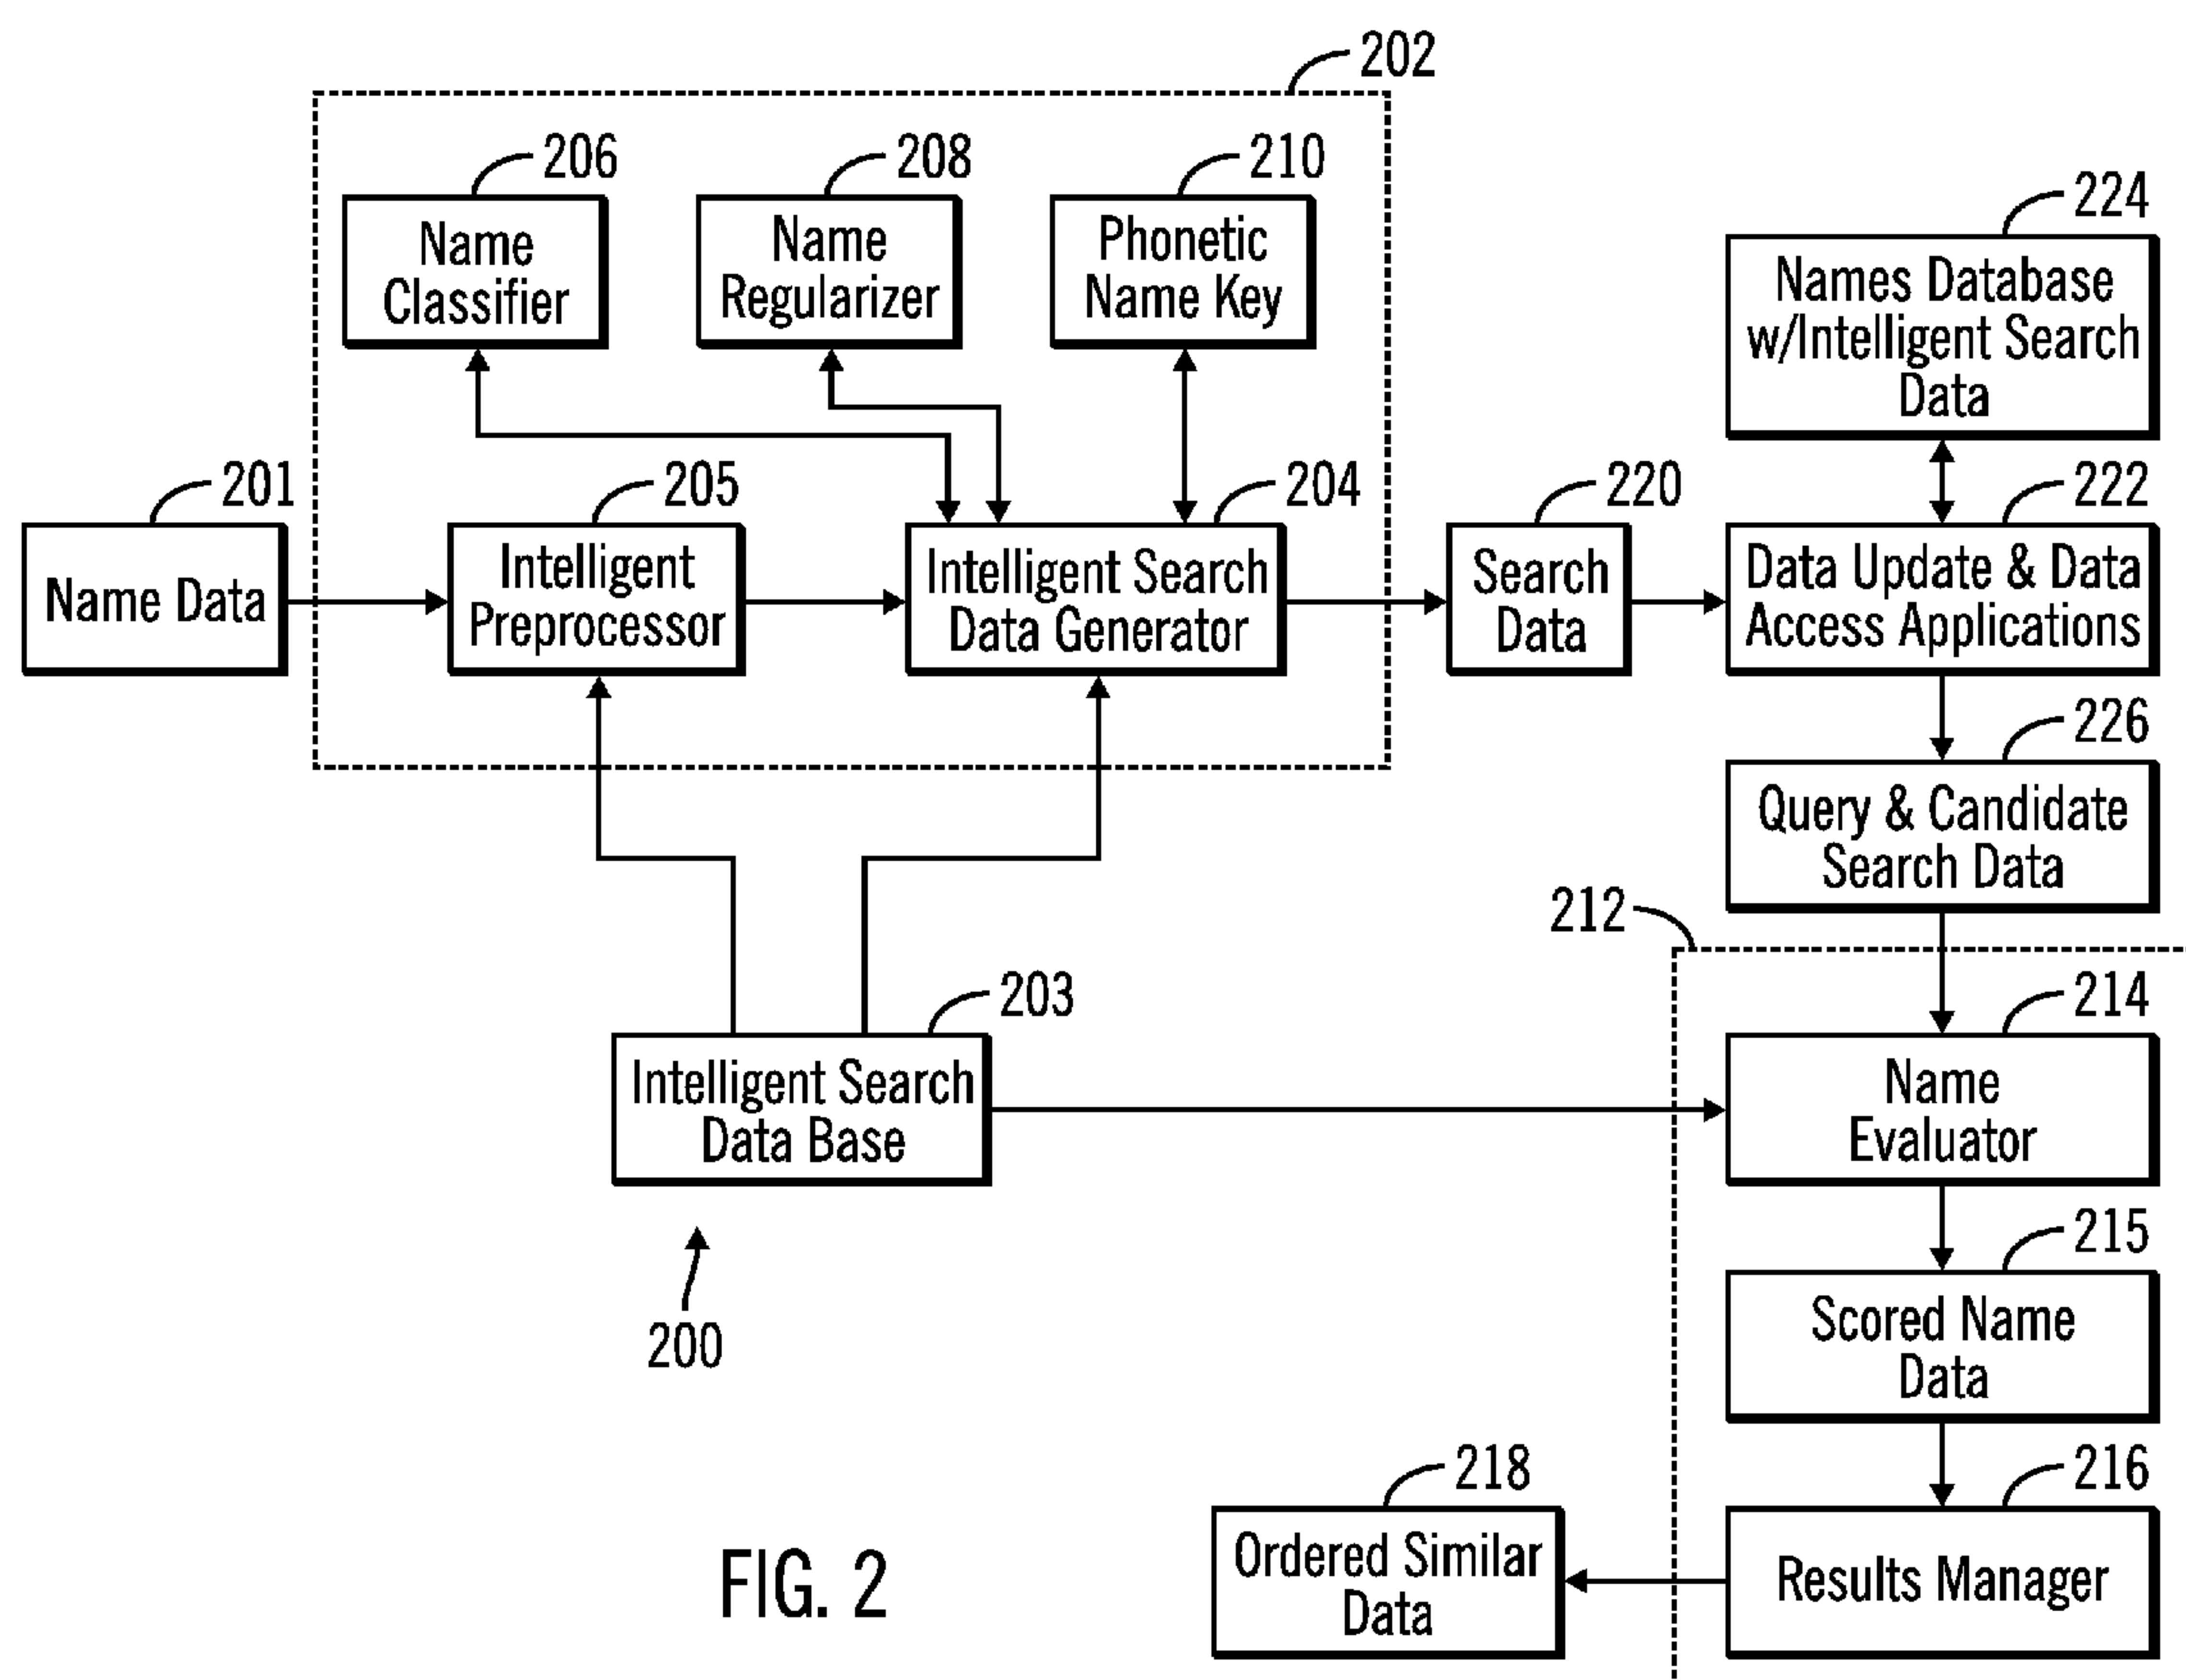 202
206
208
210
Name
Classifier
Name
Regularizer
Phonetic
Name Key
224
Names Database
w/Intelligent Search
Data
201
205
204
220
222
Name Data
Intelligent
Preprocessor
Intelligent Search
Data Generator
Search
Data
Data Update & Data
Access Applications
226
Query & Candidate
Search Data
212
203
214
Intelligent Search
Data Base
Name
Evaluator
200
215
Scored Name
Data
218
216
Ordered Similar
Data
Results Manager
FIG. 2